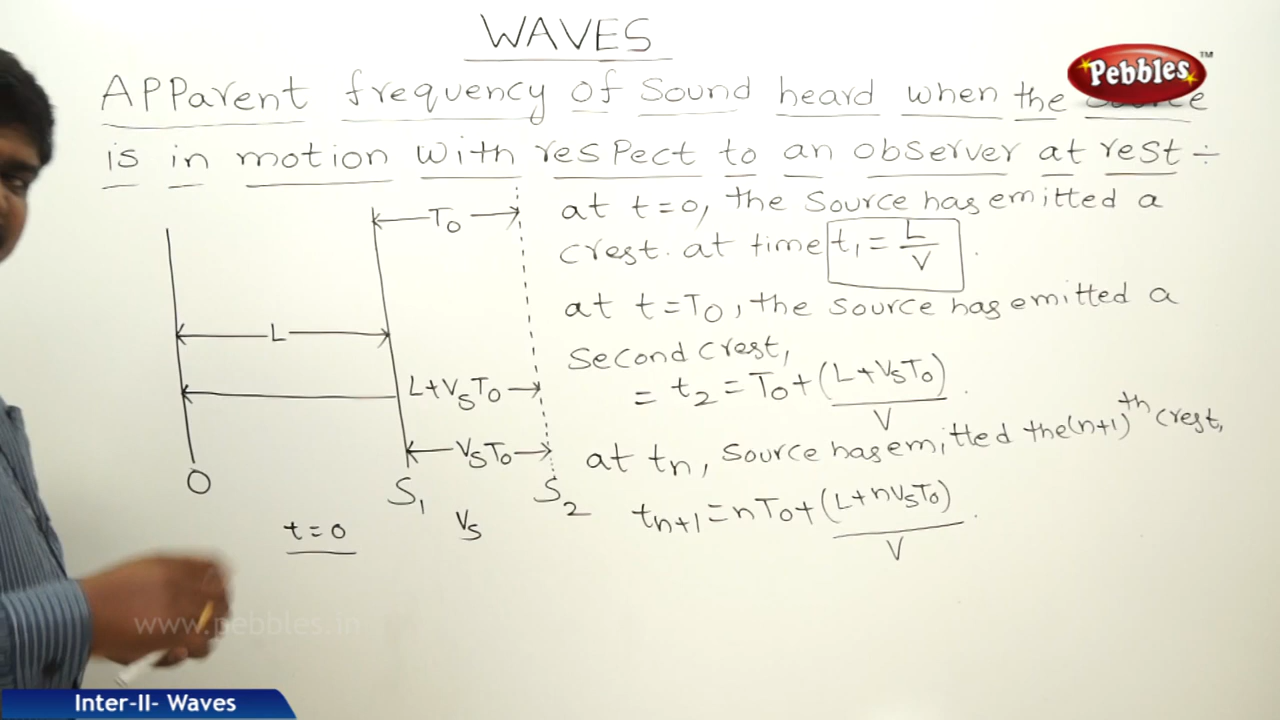 WAVES
Pebbles™
Apparent frequency of Sound heard when the Source
is in motion with respect to an observer at rest ÷
at t=0, the Source has emitted a
crest. at time t₁ = L/V.
at t=T₀, the source has emitted a
Second crest,
= t₂ = T₀+(L+VₛT₀)/V.
at tₙ, Source has emitted the (n+1)ᵗʰ crest,
tₙ₊₁ = nT₀+(L+nVₛT₀)/V.
T₀
L
L+VₛT₀
VₛT₀
O
S₁
S₂
t=0
Vₛ
www.pebbles.in
Inter-II- Waves